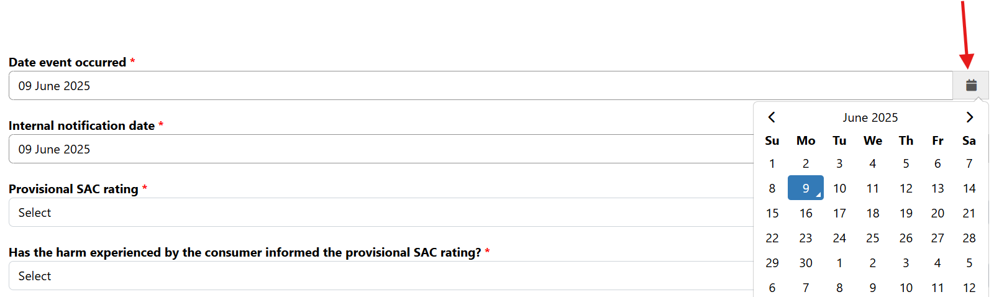 Date event occurred *
09 June 2025
Internal notification date *
09 June 2025
Provisional SAC rating *
Select
Has the harm experienced by the consumer informed the provisional SAC rating? *
Select
June 2025
Su Mo Tu We Th Fr Sa
1 2 3 4 5 6 7
8 9 10 11 12 13 14
15 16 17 18 19 20 21
22 23 24 25 26 27 28
29 30 1 2 3 4 5
6 7 8 9 10 11 12